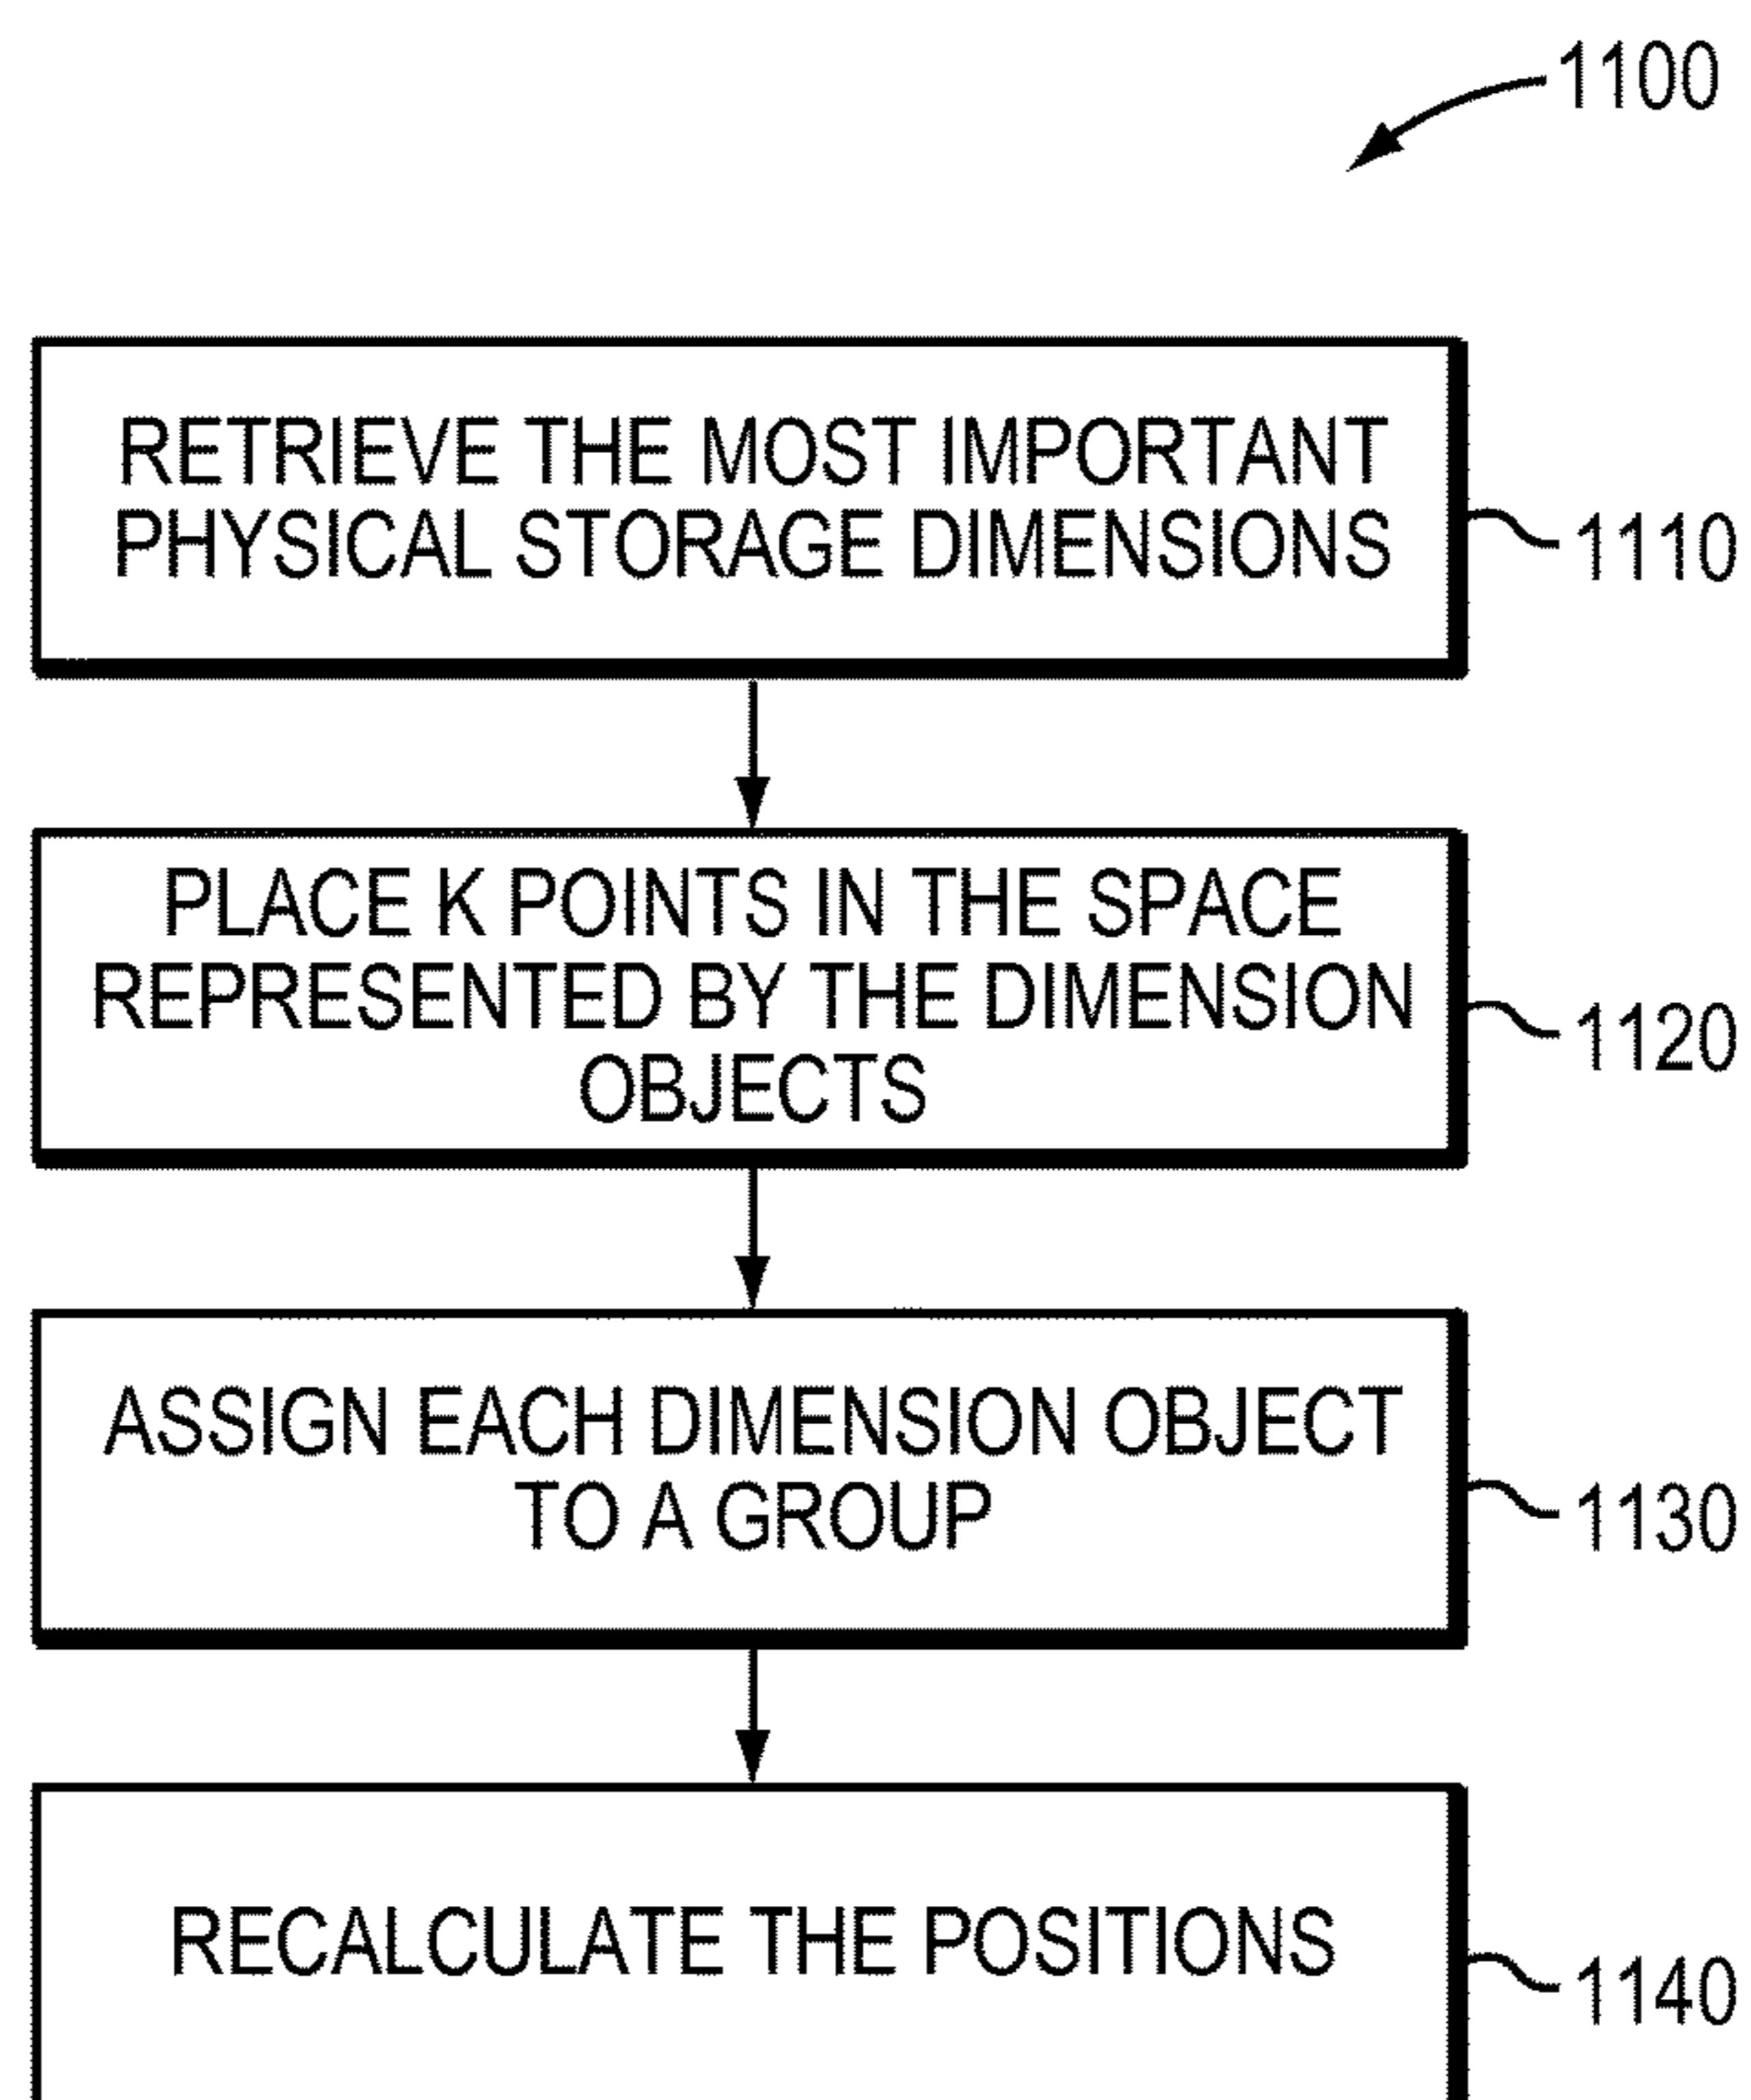 1100
RETRIEVE THE MOST IMPORTANT
PHYSICAL STORAGE DIMENSIONS
1110
PLACE K POINTS IN THE SPACE
REPRESENTED BY THE DIMENSION
OBJECTS
1120
ASSIGN EACH DIMENSION OBJECT
TO A GROUP
1130
RECALCULATE THE POSITIONS
1140